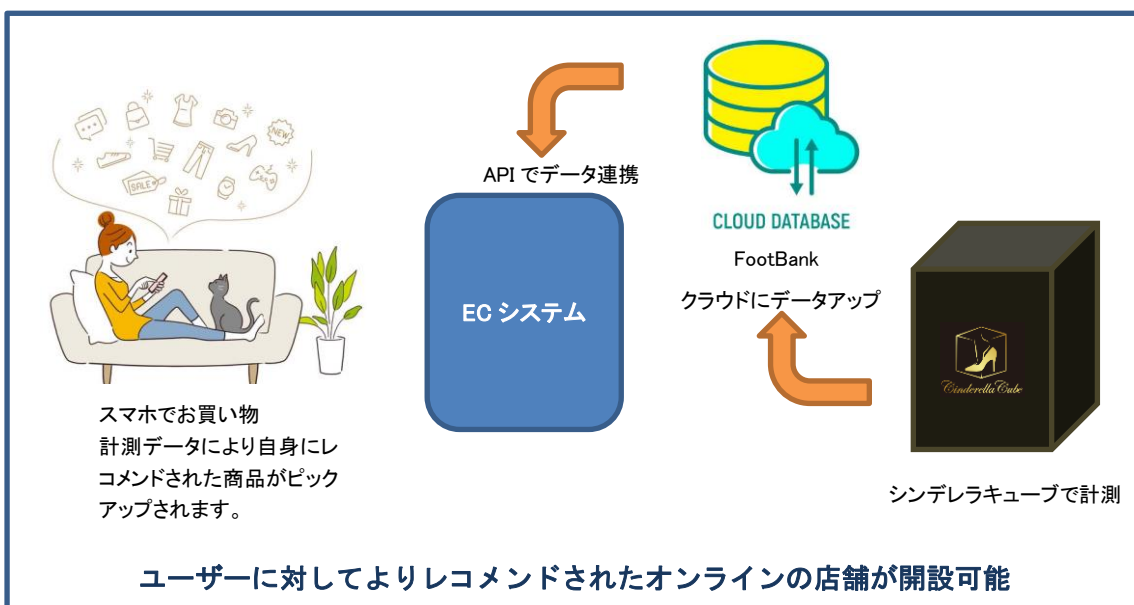 NEW
SALE
API でデータ連携
CLOUD DATABASE
FootBank
クラウドにデータアップ
EC システム
Cinderella Cube
スマホでお買い物
計測データにより自身にレ
コメンドされた商品がピック
アップされます。
シンデレラキューブで計測
ユーザーに対してよりレコメンドされたオンラインの店舗が開設可能